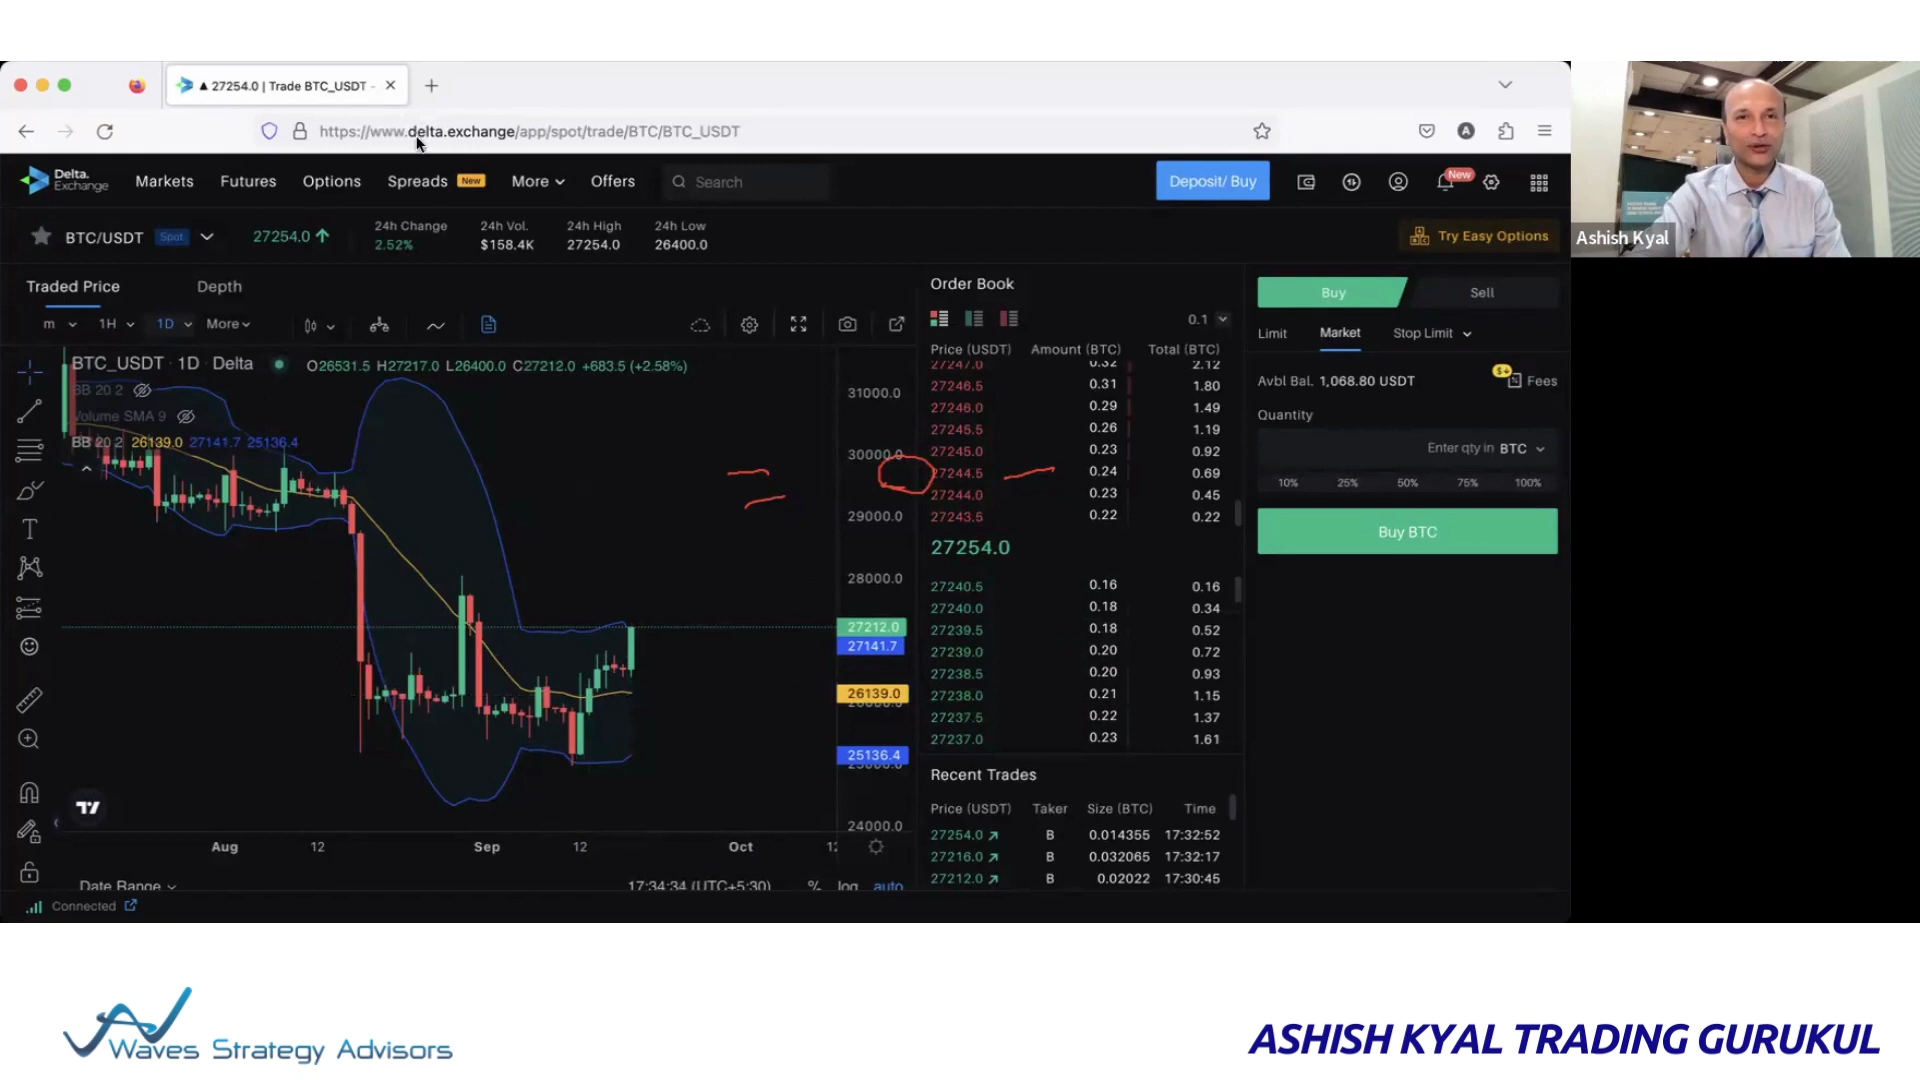 ▲ 27254.0 | Trade BTC_USDT -
https://www.delta.exchange/app/spot/trade/BTC/BTC_USDT
A
Delta.
Exchange
Markets Futures Options Spreads New More Offers Search Deposit/ Buy New
BTC/USDT Spot 27254.0
24h Change 24h Vol. 24h High 24h Low
2.52% $158.4K 27254.0 26400.0
Try Easy Options
Ashish Kyal
Traded Price Depth
m 1H 1D More
BTC_USDT · 1D · Delta O26531.5 H27217.0 L26400.0 C27212.0 +683.5 (+2.58%)
BB 20 2
Volume SMA 9
BB 20 2 26139.0 27141.7 25136.4
31000.0
30000.0
29000.0
28000.0
27212.0
27141.7
26139.0
25136.4
24000.0
Aug 12 Sep 12 Oct
Date Range 17:34:34 (UTC+5:30) % log auto
Connected
Order Book
0.1
Price (USDT) Amount (BTC) Total (BTC)
27247.0 0.32 2.12
27246.5 0.31 1.80
27246.0 0.29 1.49
27245.5 0.26 1.19
27245.0 0.23 0.92
27244.5 0.24 0.69
27244.0 0.23 0.45
27243.5 0.22 0.22
27254.0
27240.5 0.16 0.16
27240.0 0.18 0.34
27239.5 0.18 0.52
27239.0 0.20 0.72
27238.5 0.20 0.93
27238.0 0.21 1.15
27237.5 0.22 1.37
27237.0 0.23 1.61
Recent Trades
Price (USDT) Taker Size (BTC) Time
27254.0 B 0.014355 17:32:52
27216.0 B 0.032065 17:32:17
27212.0 B 0.02022 17:30:45
Buy Sell
Limit Market Stop Limit
Avbl Bal. 1,068.80 USDT Fees
Quantity
Enter qty in BTC
10% 25% 50% 75% 100%
Buy BTC
Waves Strategy Advisors
ASHISH KYAL TRADING GURUKUL